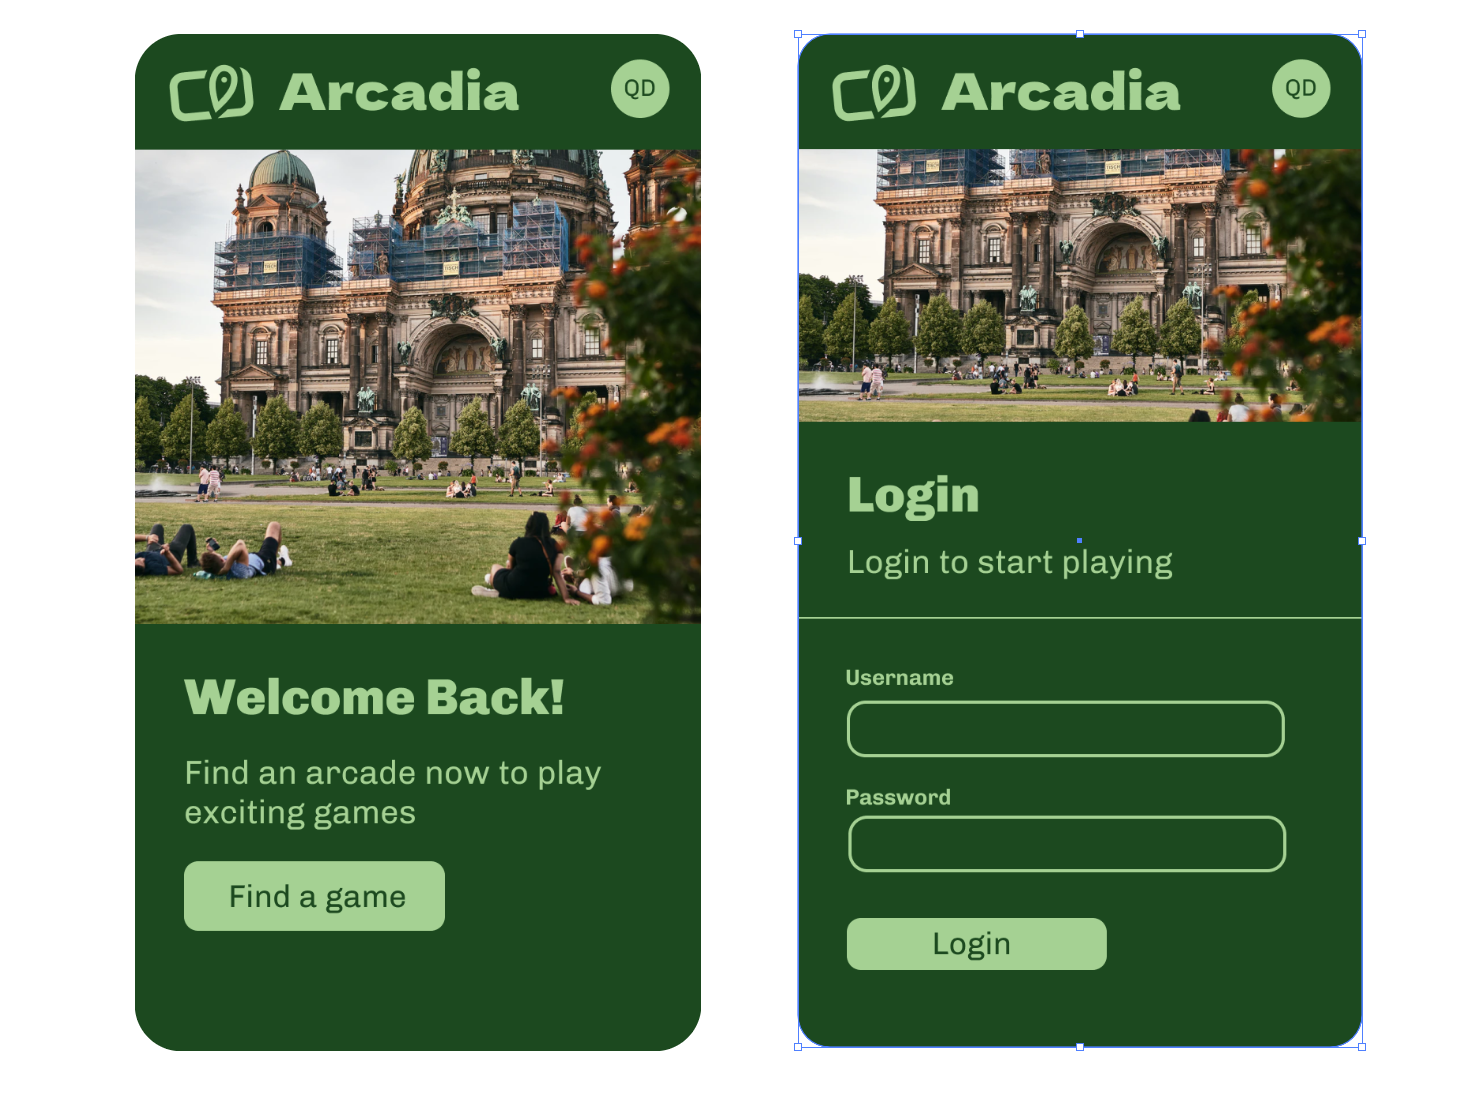 Arcadia
QD
Welcome Back!
Find an arcade now to play
exciting games
Find a game
Arcadia
QD
Login
Login to start playing
Username
Password
Login